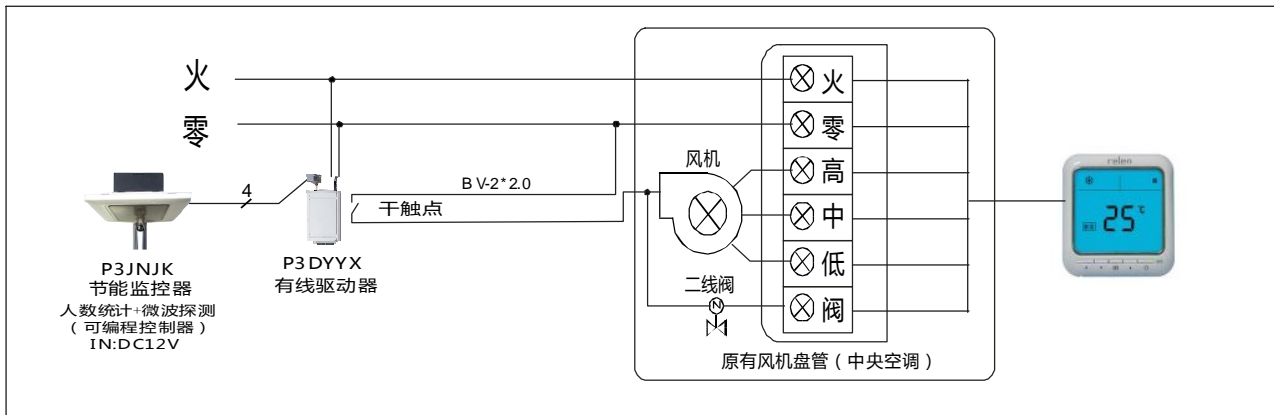 火
零
4
P3JNJK
节能监控器
人数统计+微波探测
（可编程控制器）
IN:DC12V
P3DYYX
有线驱动器
BV-2*2.0
干触点
风机
二线阀
N
火
零
高
中
低
阀
原有风机盘管（中央空调）
relen
25℃